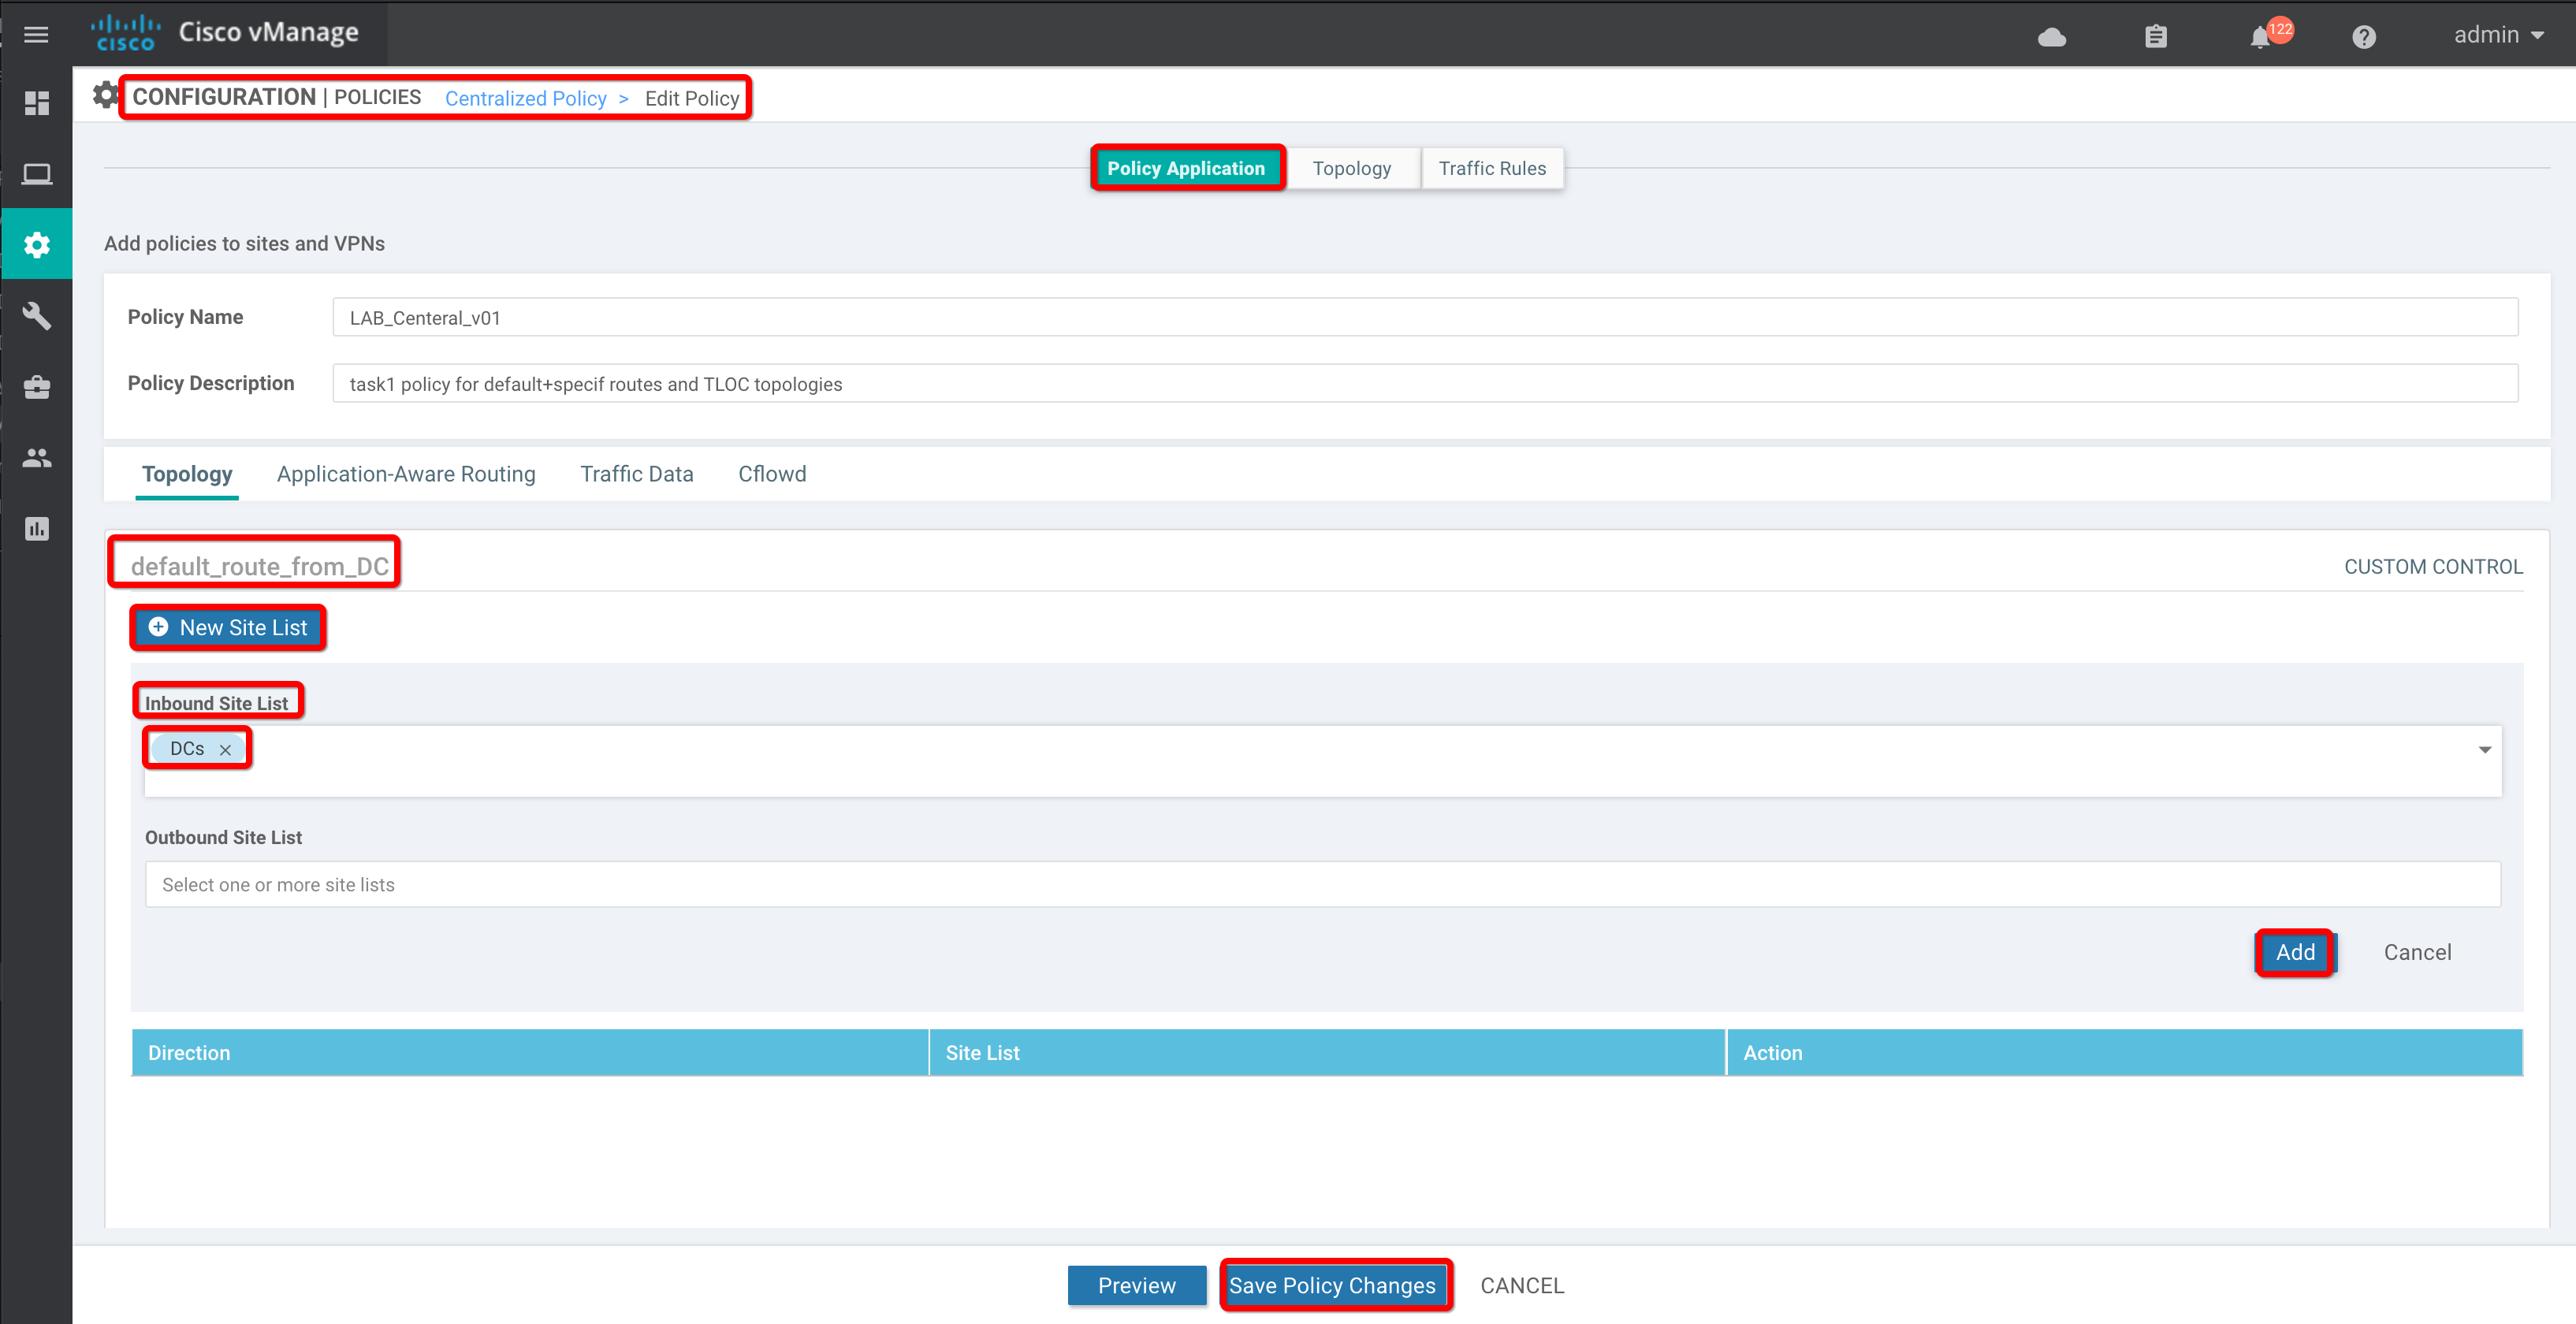 cisco Cisco vManage 122 admin
CONFIGURATION | POLICIES Centralized Policy > Edit Policy
Policy Application Topology Traffic Rules
Add policies to sites and VPNs
Policy Name LAB_Centeral_v01
Policy Description task1 policy for default+specif routes and TLOC topologies
Topology Application-Aware Routing Traffic Data Cflowd
default_route_from_DC CUSTOM CONTROL
New Site List
Inbound Site List
DCs ×
Outbound Site List
Select one or more site lists
Add Cancel
Direction Site List Action
Preview Save Policy Changes CANCEL